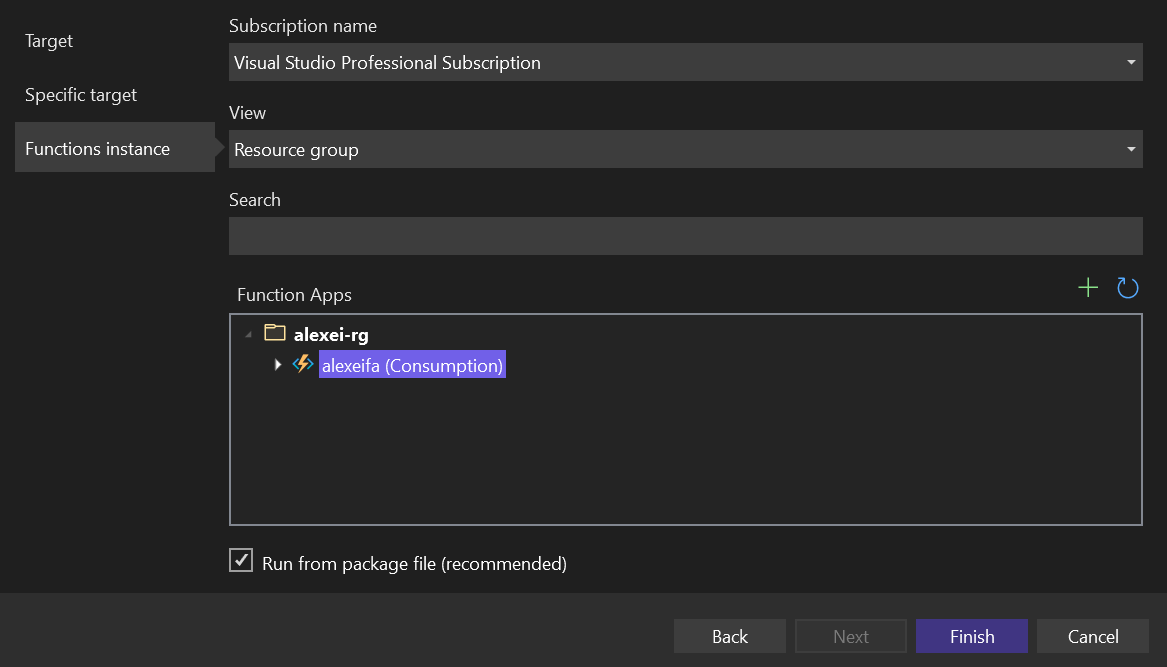 Target
Specific target
Functions instance
Subscription name
Visual Studio Professional Subscription
View
Resource group
Search
Function Apps
alexei-rg
alexeifa (Consumption)
Run from package file (recommended)
Back Next Finish Cancel